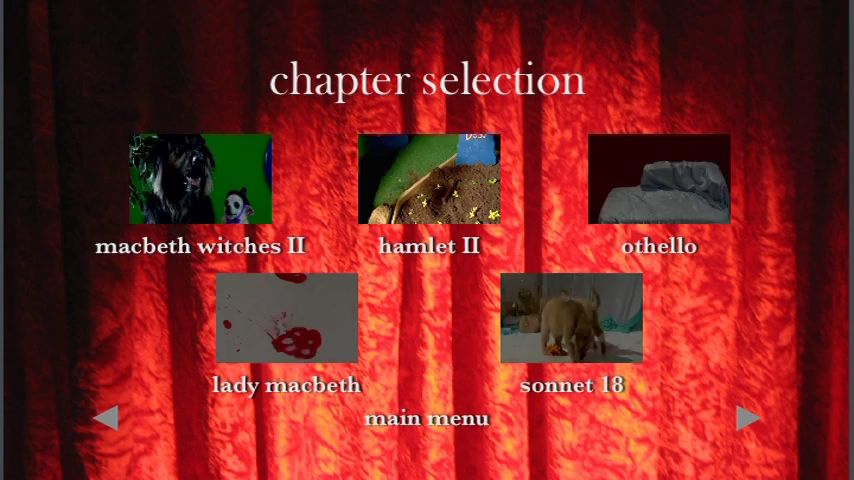 chapter selection
macbeth witches II
hamlet II
othello
lady macbeth
sonnet 18
main menu